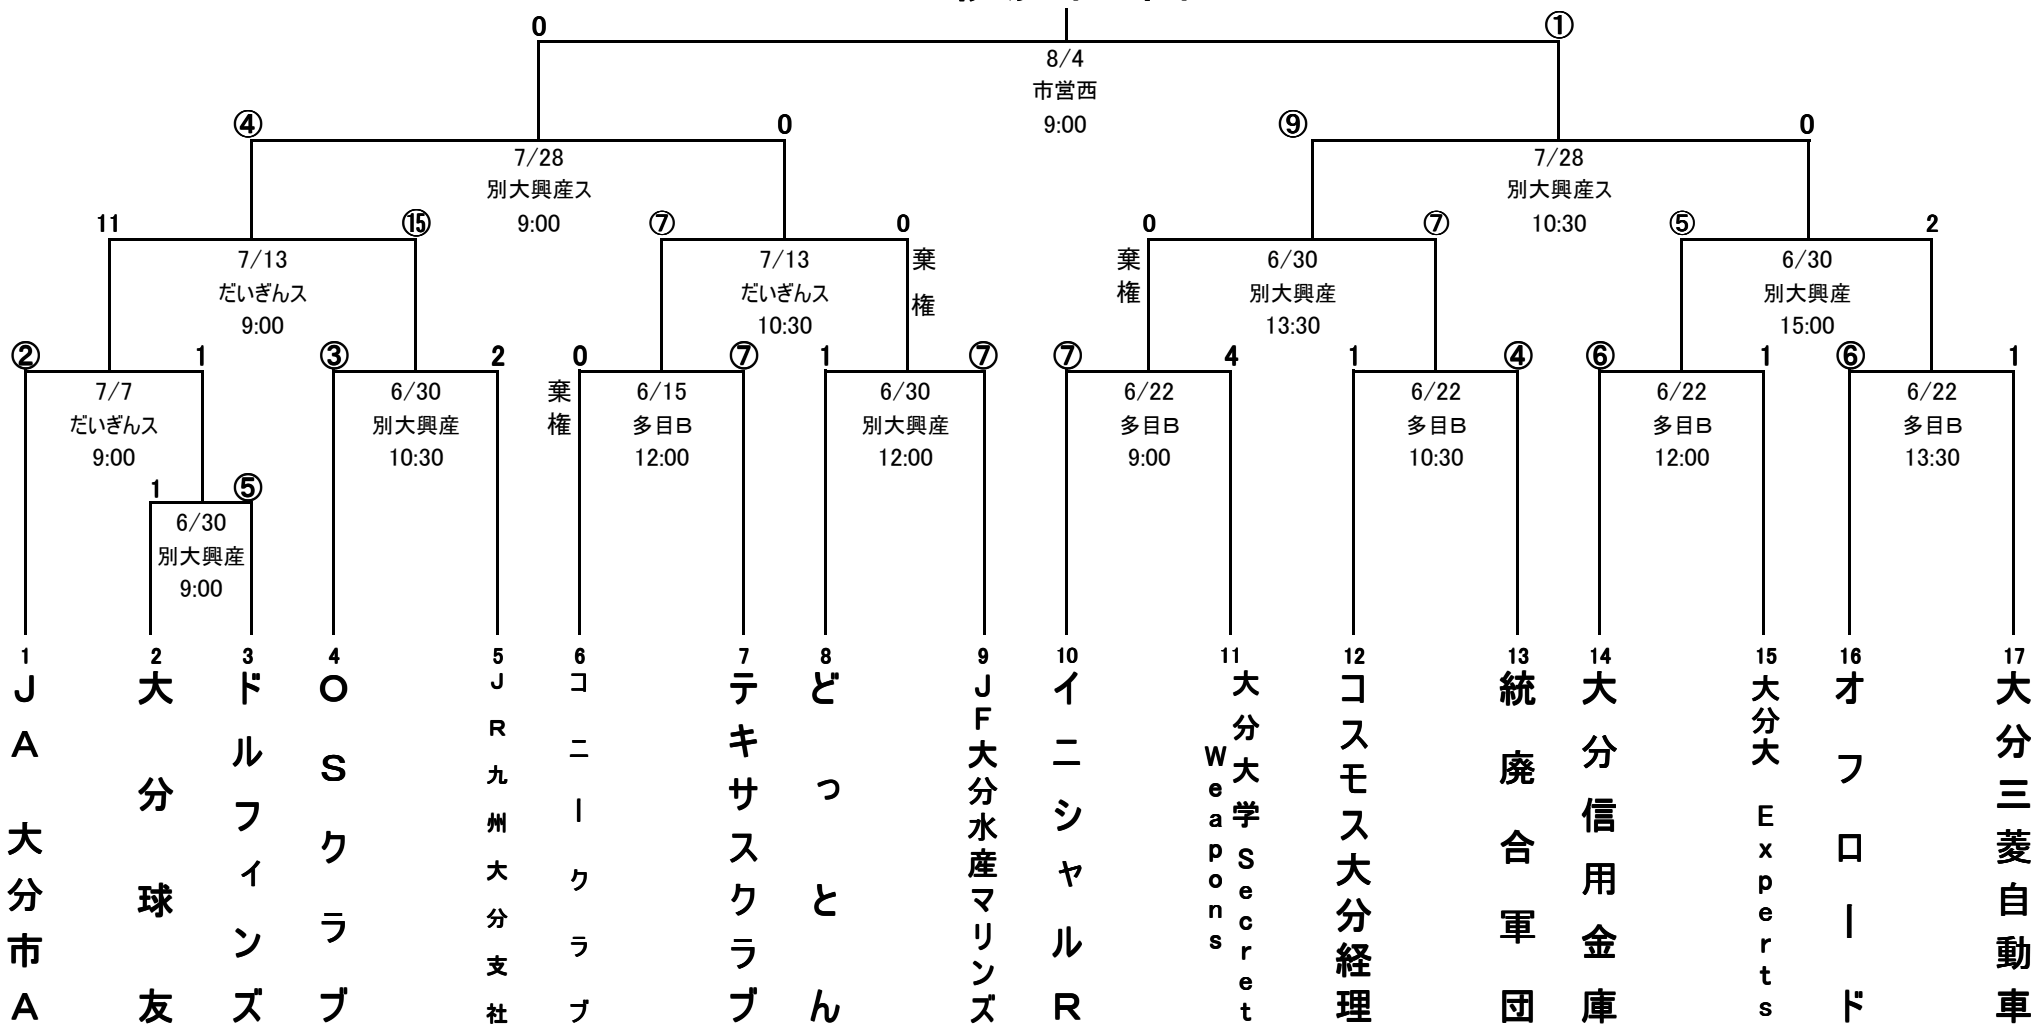 0 ①
8/4
市営西
9:00
④ 0 ⑨ 0
7/28 7/28
別大興産ス 別大興産ス
9:00 10:30
11 ⑮ ⑦ 0 0 ⑦ ⑤ 2
棄権 棄権
7/13 7/13 6/30 6/30
だいぎんス だいぎんス 別大興産 別大興産
9:00 10:30 13:30 15:00
② 1 ③ 2 0 ⑦ 1 ⑦ ⑦ 4 1 ④ ⑥ 1 ⑥ 1
棄権
7/7 6/30 6/15 6/30 6/22 6/22 6/22 6/22
だいぎんス 別大興産 多目B 別大興産 多目B 多目B 多目B 多目B
9:00 10:30 12:00 12:00 9:00 10:30 12:00 13:30
1 ⑤
6/30
別大興産
9:00
1 2 3 4 5 6 7 8 9 10 11 12 13 14 15 16 17
JA大分市A
大分球友
ドルフィンズ
OSクラブ
JR九州大分支社
コニークラブ
テキサスクラブ
どっとん
JF大分水産マリンズ
イニシャルR
大分大学Secret
Weapons
コスモス大分経理
統廃合軍団
大分信用金庫
大分大 Experts
オフロード
大分三菱自動車